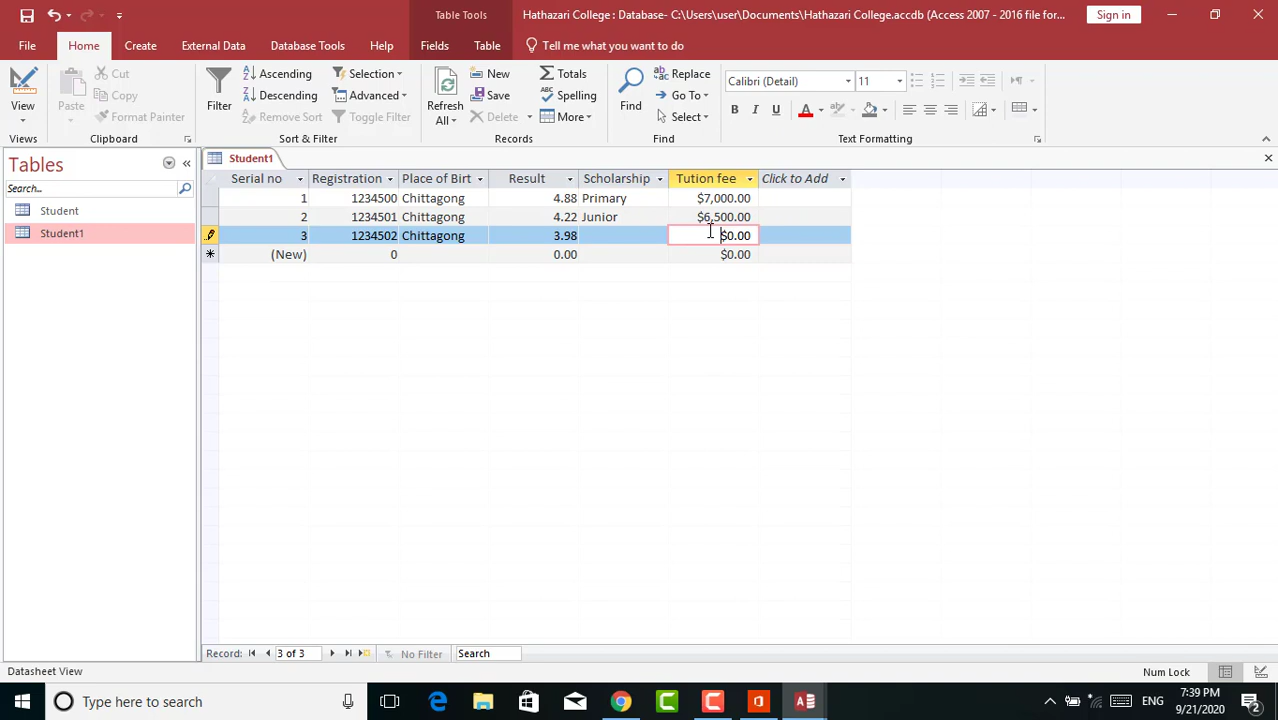 Table Tools
Hathazari College : Database- C:\Users\user\Documents\Hathazari College.accdb (Access 2007 - 2016 file for...
Sign in
File
Home
Create
External Data
Database Tools
Help
Fields
Table
Tell me what you want to do
View
Paste
Cut
Copy
Format Painter
Filter
Ascending
Descending
Remove Sort
Selection
Advanced
Toggle Filter
Refresh
All
New
Save
Delete
Totals
Spelling
More
Find
Replace
Go To
Select
Calibri (Detail)
11
B I U A
Views
Clipboard
Sort & Filter
Records
Find
Text Formatting
Tables
Search...
Student
Student1
Student1
Serial no Registration Place of Birt Result Scholarship Tution fee Click to Add
1 1234500 Chittagong 4.88 Primary $7,000.00
2 1234501 Chittagong 4.22 Junior $6,500.00
3 1234502 Chittagong 3.98 $0.00
(New) 0 0.00 $0.00
Record: 3 of 3 No Filter Search
Datasheet View
Num Lock
Type here to search
ENG
7:39 PM
9/21/2020
2